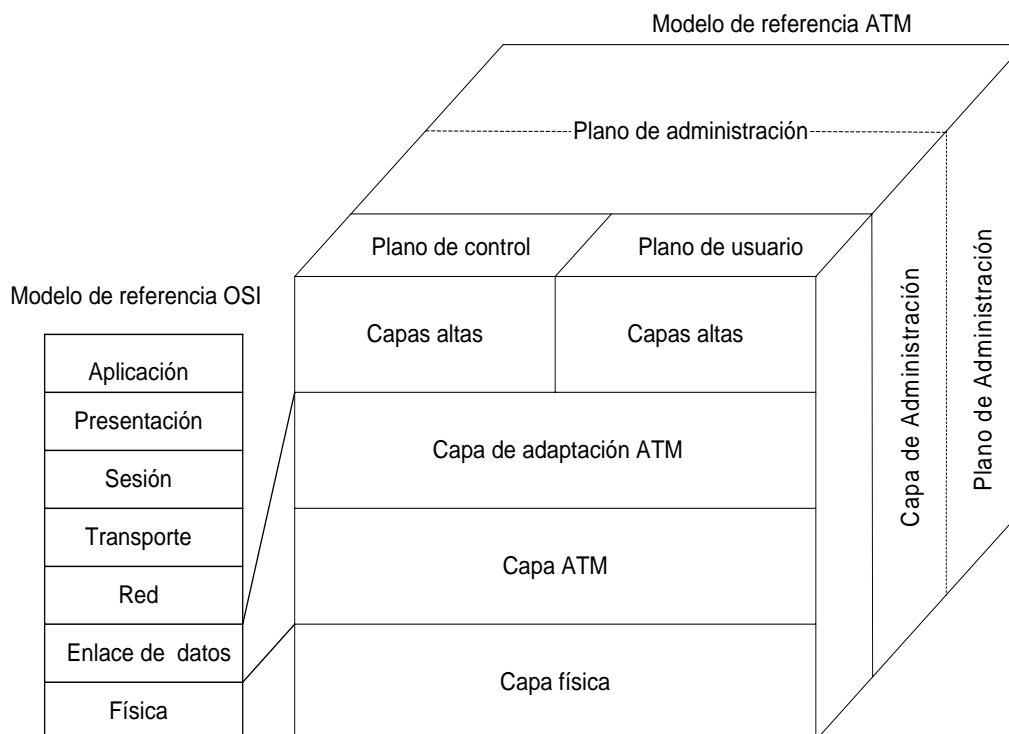 Modelo de referencia ATM
Plano de administración
Plano de control
Plano de usuario
Modelo de referencia OSI
Capas altas
Capas altas
Aplicación
Presentación
Sesión
Transporte
Red
Enlace de datos
Física
Capa de adaptación ATM
Capa ATM
Capa física
Capa de Administración
Plano de Administración